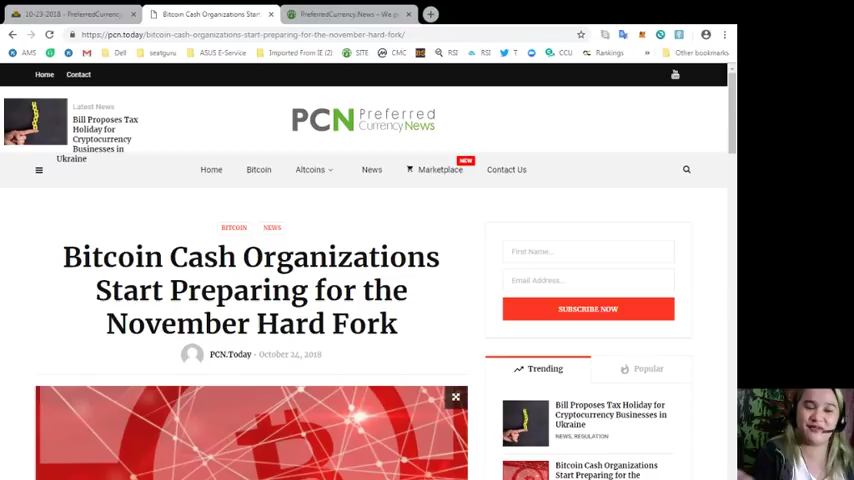 10-23-2018 - PreferredCurrency
Bitcoin Cash Organizations Star
PreferredCurrency.News - We p
https://pcn.today/bitcoin-cash-organizations-start-preparing-for-the-november-hard-fork/
AMS
Dell
seatguru
ASUS E-Service
Imported From IE (2)
SITE
CMC
RSI
RSI
T
CCU
Rankings
»
Other bookmarks
Home
Contact
Latest News
Bill Proposes Tax
Holiday for
Cryptocurrency
Businesses in
Ukraine
PCN Preferred
Currency News
Home
Bitcoin
Altcoins
News
Marketplace
NEW
Contact Us
BITCOIN
NEWS
Bitcoin Cash Organizations
Start Preparing for the
November Hard Fork
PCN.Today - October 24, 2018
First Name...
Email Address...
SUBSCRIBE NOW
Trending
Popular
Bill Proposes Tax Holiday for
Cryptocurrency Businesses in
Ukraine
NEWS, REGULATION
Bitcoin Cash Organizations
Start Preparing for the